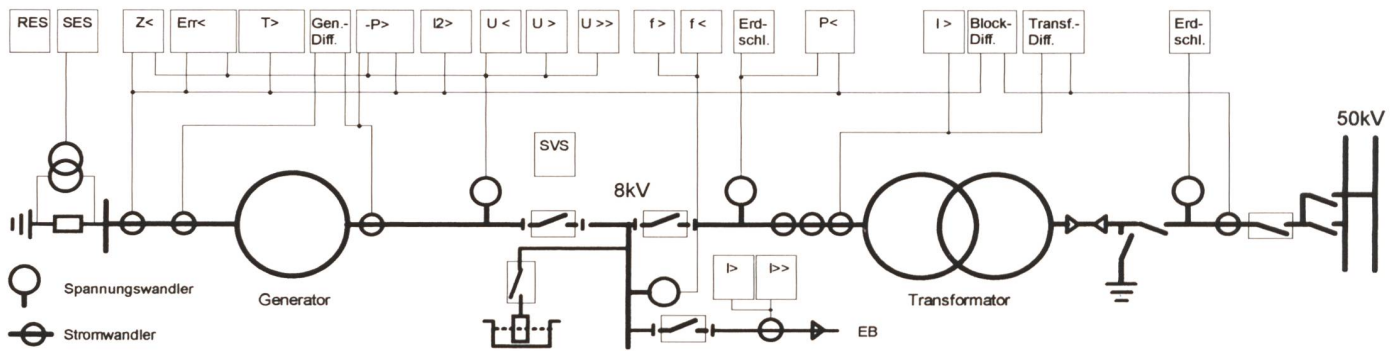 RES SES Z< Err< T> Gen.- -P> I2> U < U > U >> f > f < Erd- P< I > Block- Transf.- Erd-
Diff. schl. Diff. Diff. schl.
50kV
SVS
8kV
I> I>>
Spannungswandler Generator Transformator
Stromwandler EB